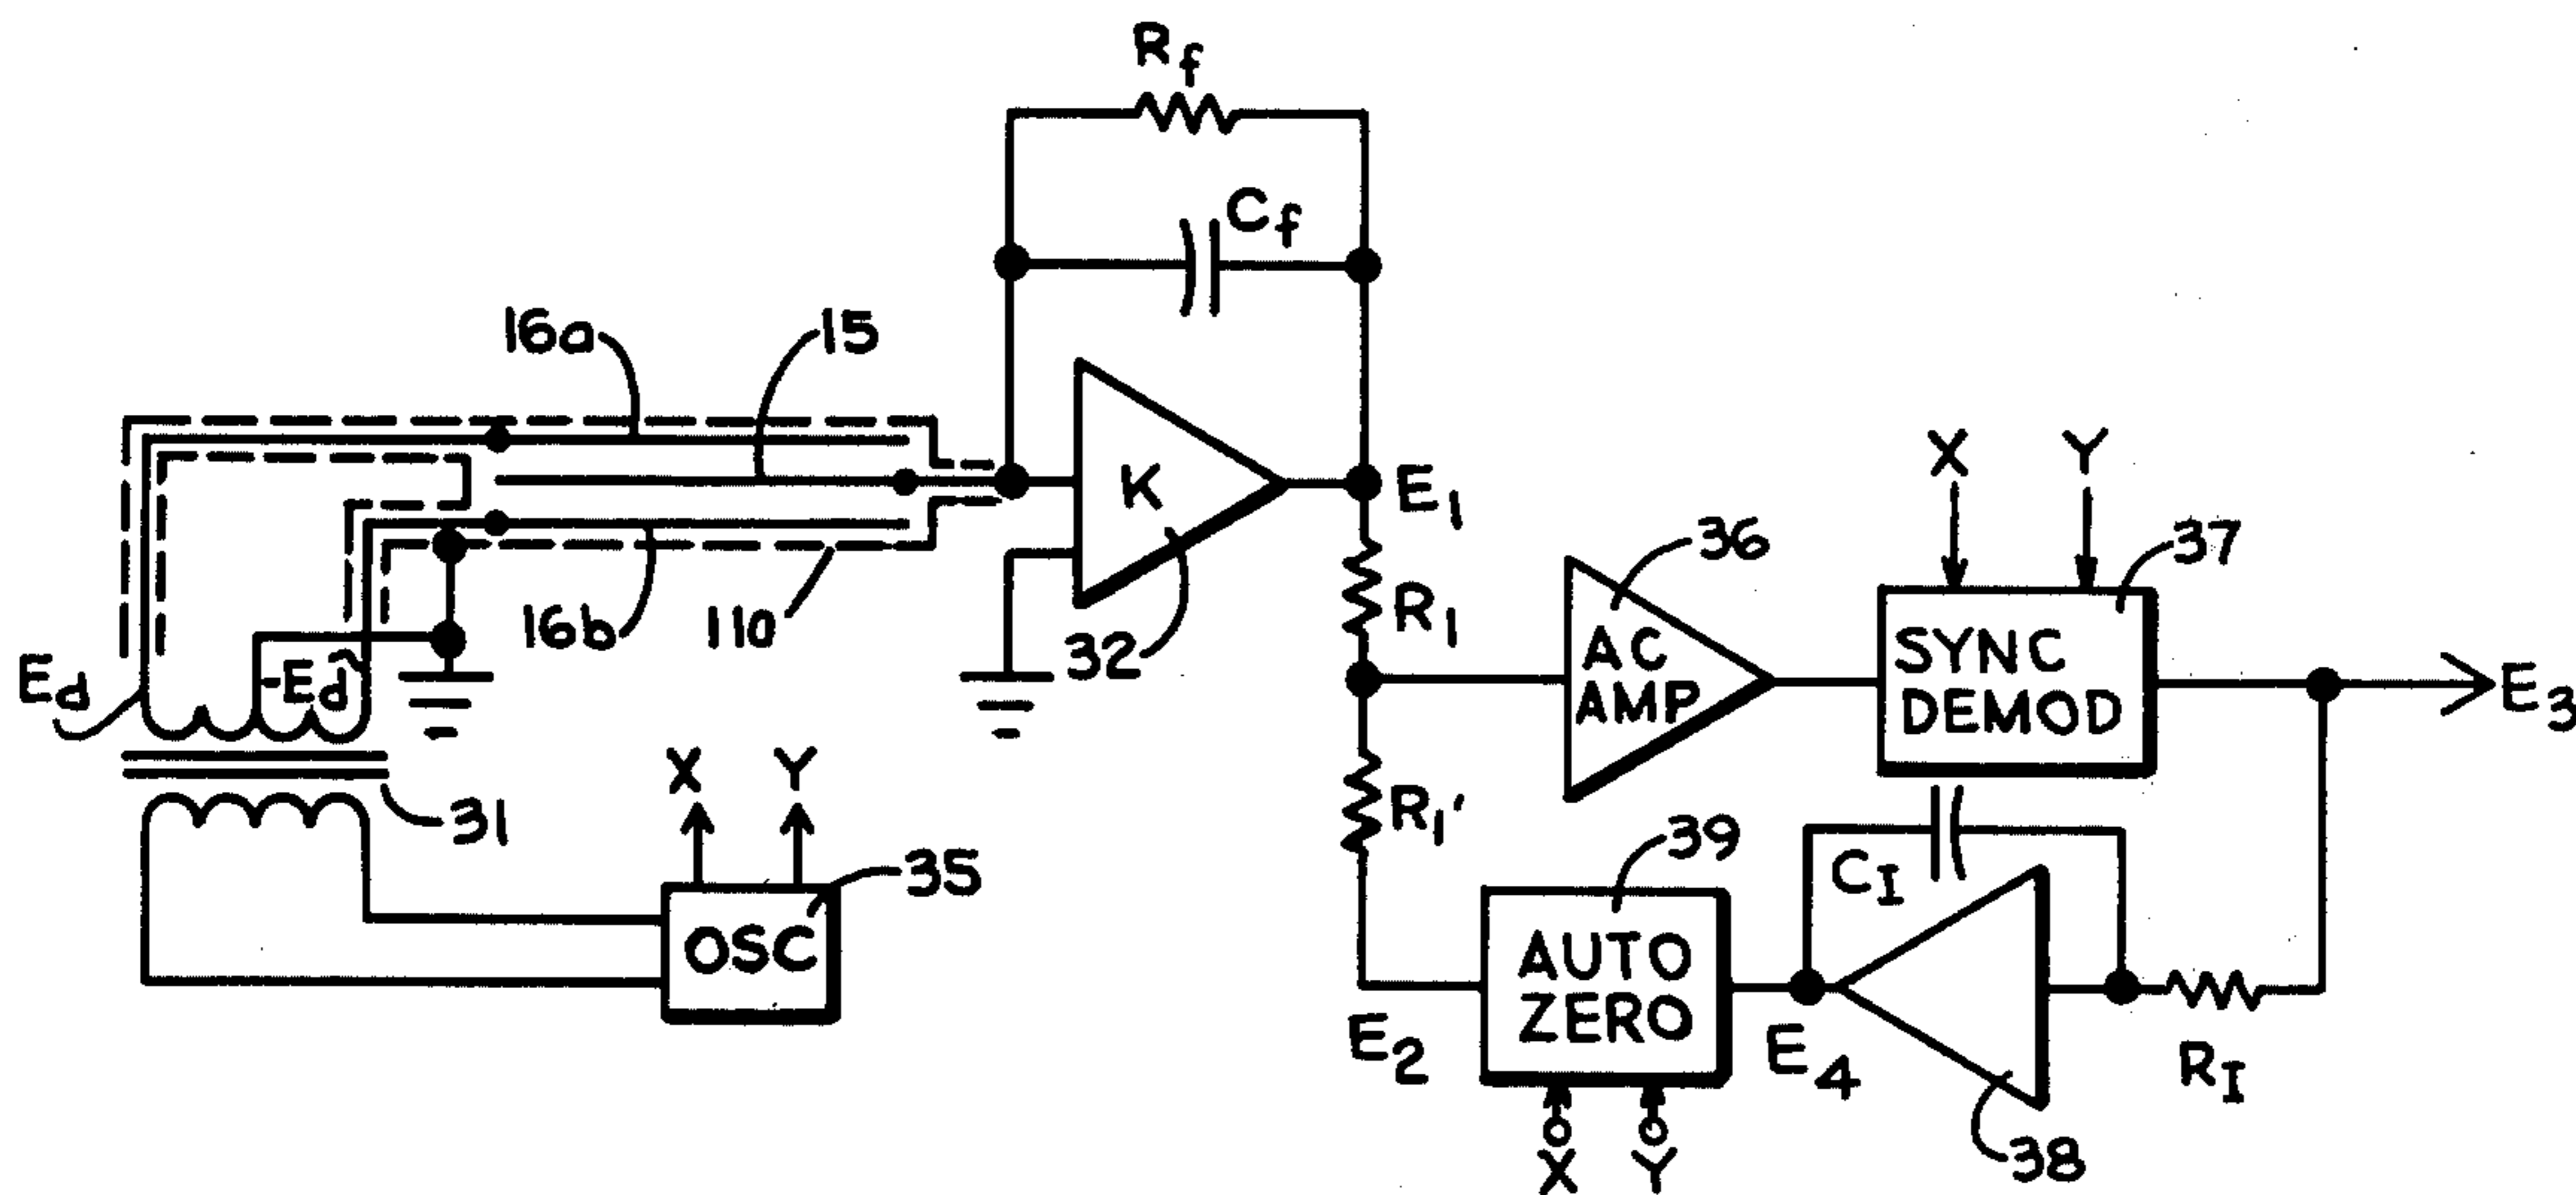 Rf
Cf
16a
15
K
E1
X Y
36
37
16b
110
32
R1
AC
AMP
SYNC
DEMOD
Ed
-Ed
E3
X Y
31
R1'
39
CI
35
OSC
AUTO
ZERO
E2
E4
RI
X Y
38